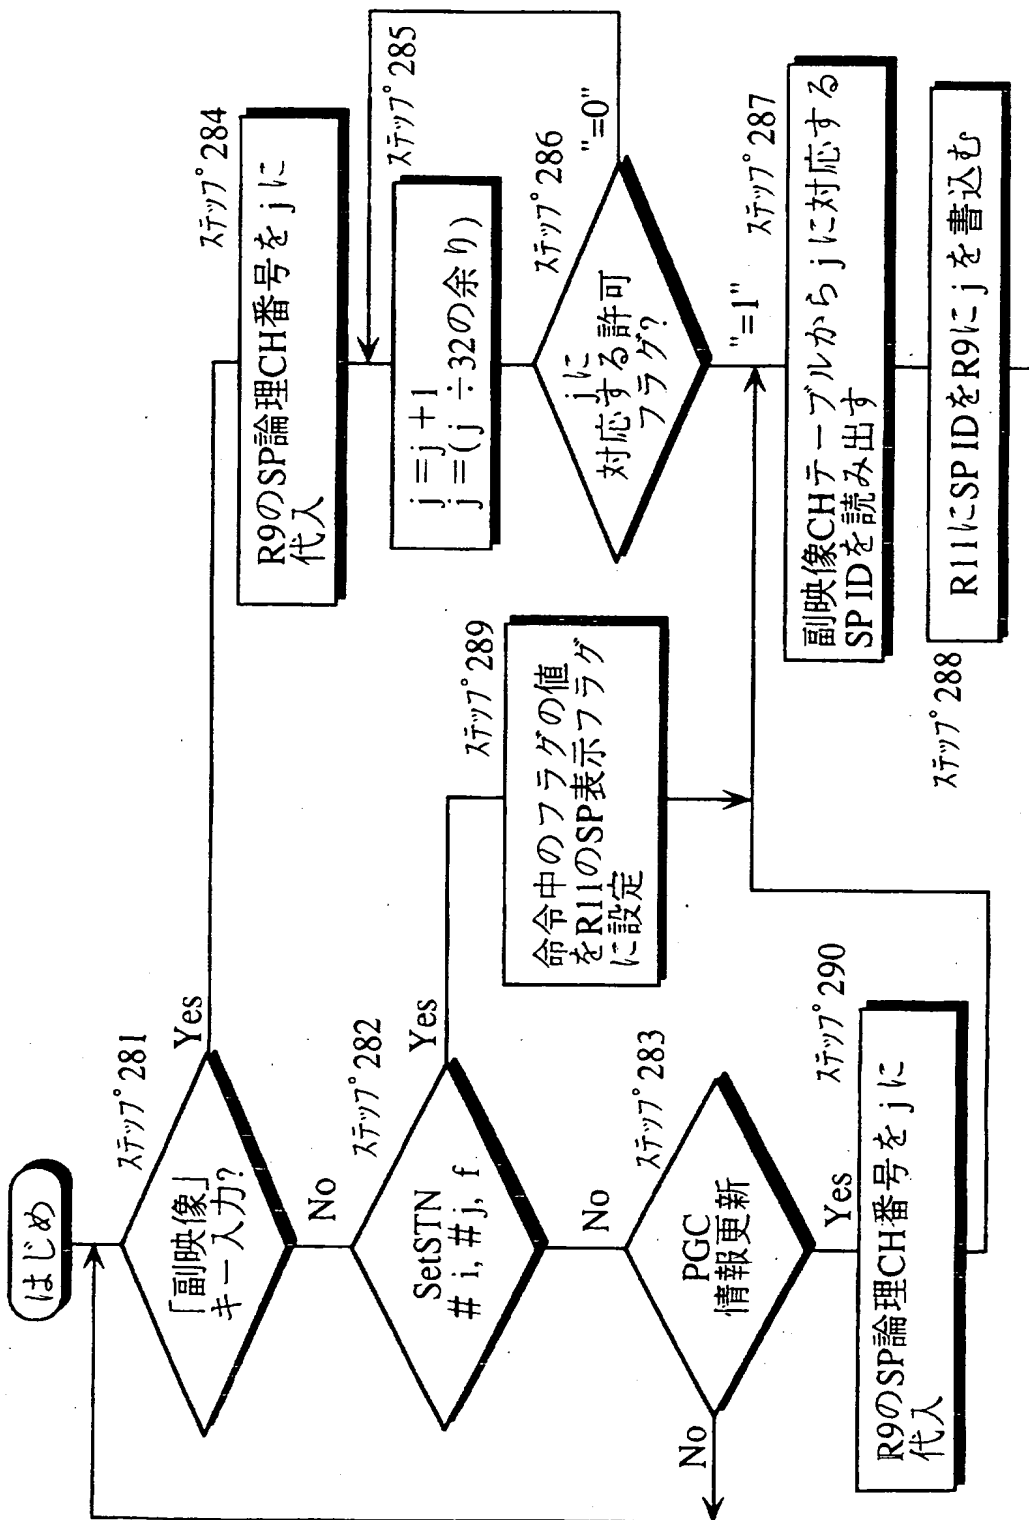 はじめ
ステップ281
「副映像」
キー入力?
Yes
No
ステップ282
SetSTN
# i, # j, f
Yes
No
ステップ283
PGC
情報更新
No
Yes
ステップ290
R9のSP論理CH番号を j に
代入
ステップ289
命令中のフラグの値
をR11のSP表示フラグ
に設定
ステップ284
R9のSP論理CH番号を j に
代入
ステップ285
j = j + 1
j = (j ÷ 32の余り)
ステップ286
j に
対応する許可
フラグ?
"=0"
"=1"
ステップ287
副映像CHテーブルから j に対応する
SP IDを読み出す
ステップ288
R11にSP IDをR9に j を書込む